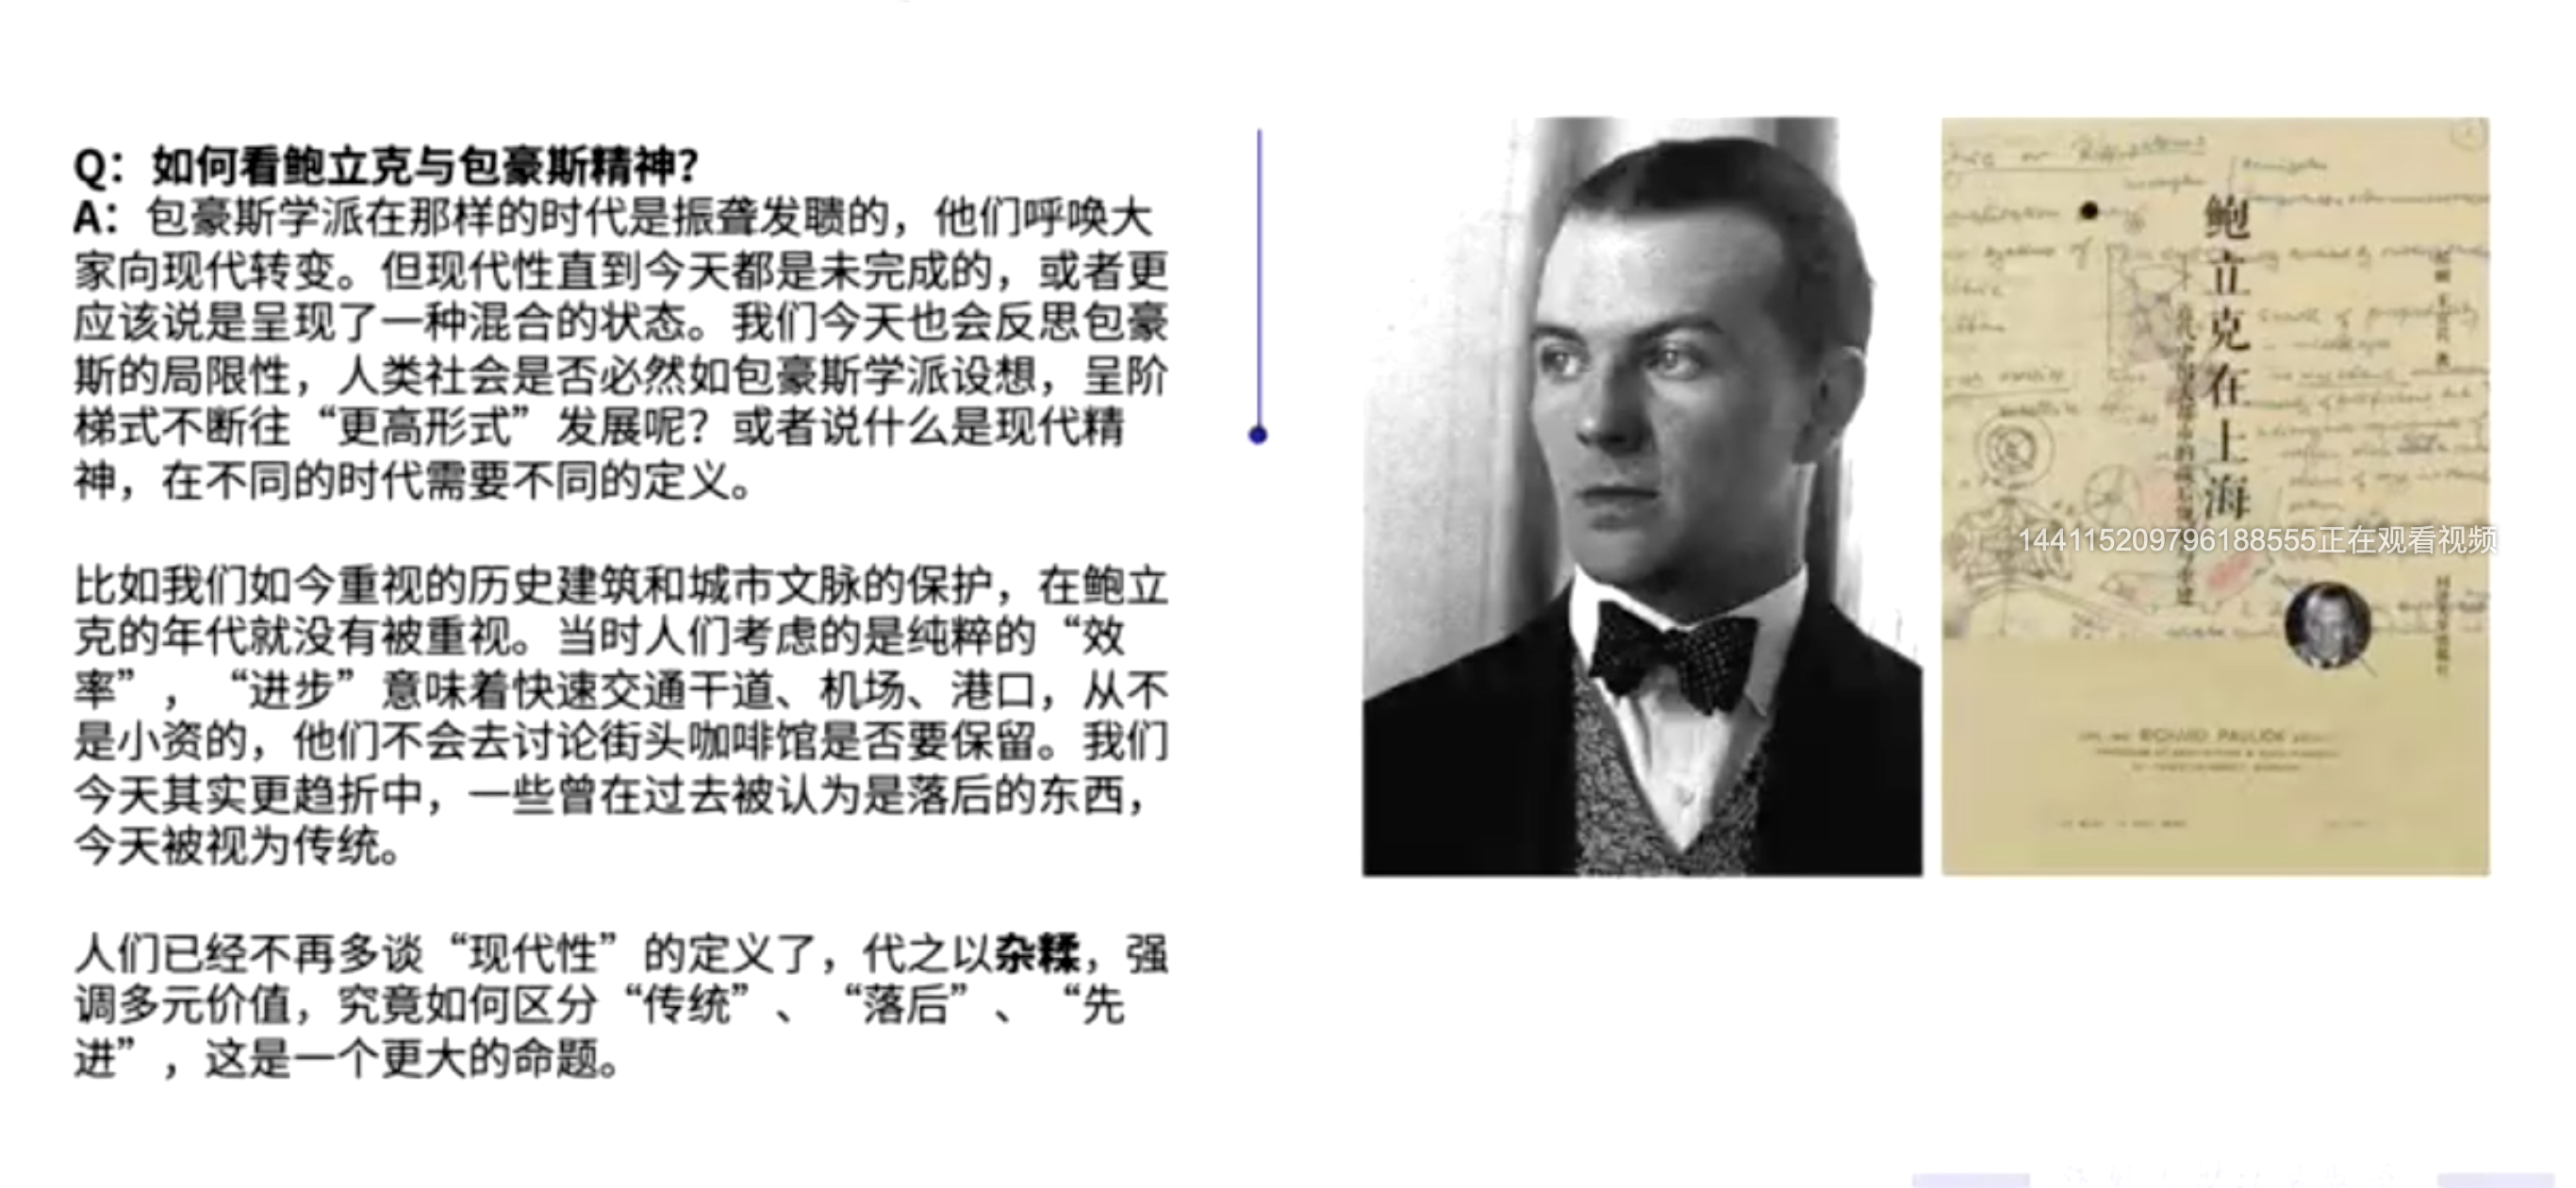 Q：如何看鲍立克与包豪斯精神？
A：包豪斯学派在那样的时代是振聋发聩的，他们呼唤大
家向现代转变。但现代性直到今天都是未完成的，或者更
应该说是呈现了一种混合的状态。我们今天也会反思包豪
斯的局限性，人类社会是否必然如包豪斯学派设想，呈阶
梯式不断往“更高形式”发展呢？或者说什么是现代精
神，在不同的时代需要不同的定义。
比如我们如今重视的历史建筑和城市文脉的保护，在鲍立
克的年代就没有被重视。当时人们考虑的是纯粹的“效
率”，“进步”意味着快速交通干道、机场、港口，从不
是小资的，他们不会去讨论街头咖啡馆是否要保留。我们
今天其实更趋折中，一些曾在过去被认为是落后的东西，
今天被视为传统。
人们已经不再多谈“现代性”的定义了，代之以杂糅，强
调多元价值，究竟如何区分“传统”、“落后”、“先
进”，这是一个更大的命题。
鲍立克在上海
144115209796188555正在观看视频
RICHARD PAULICK